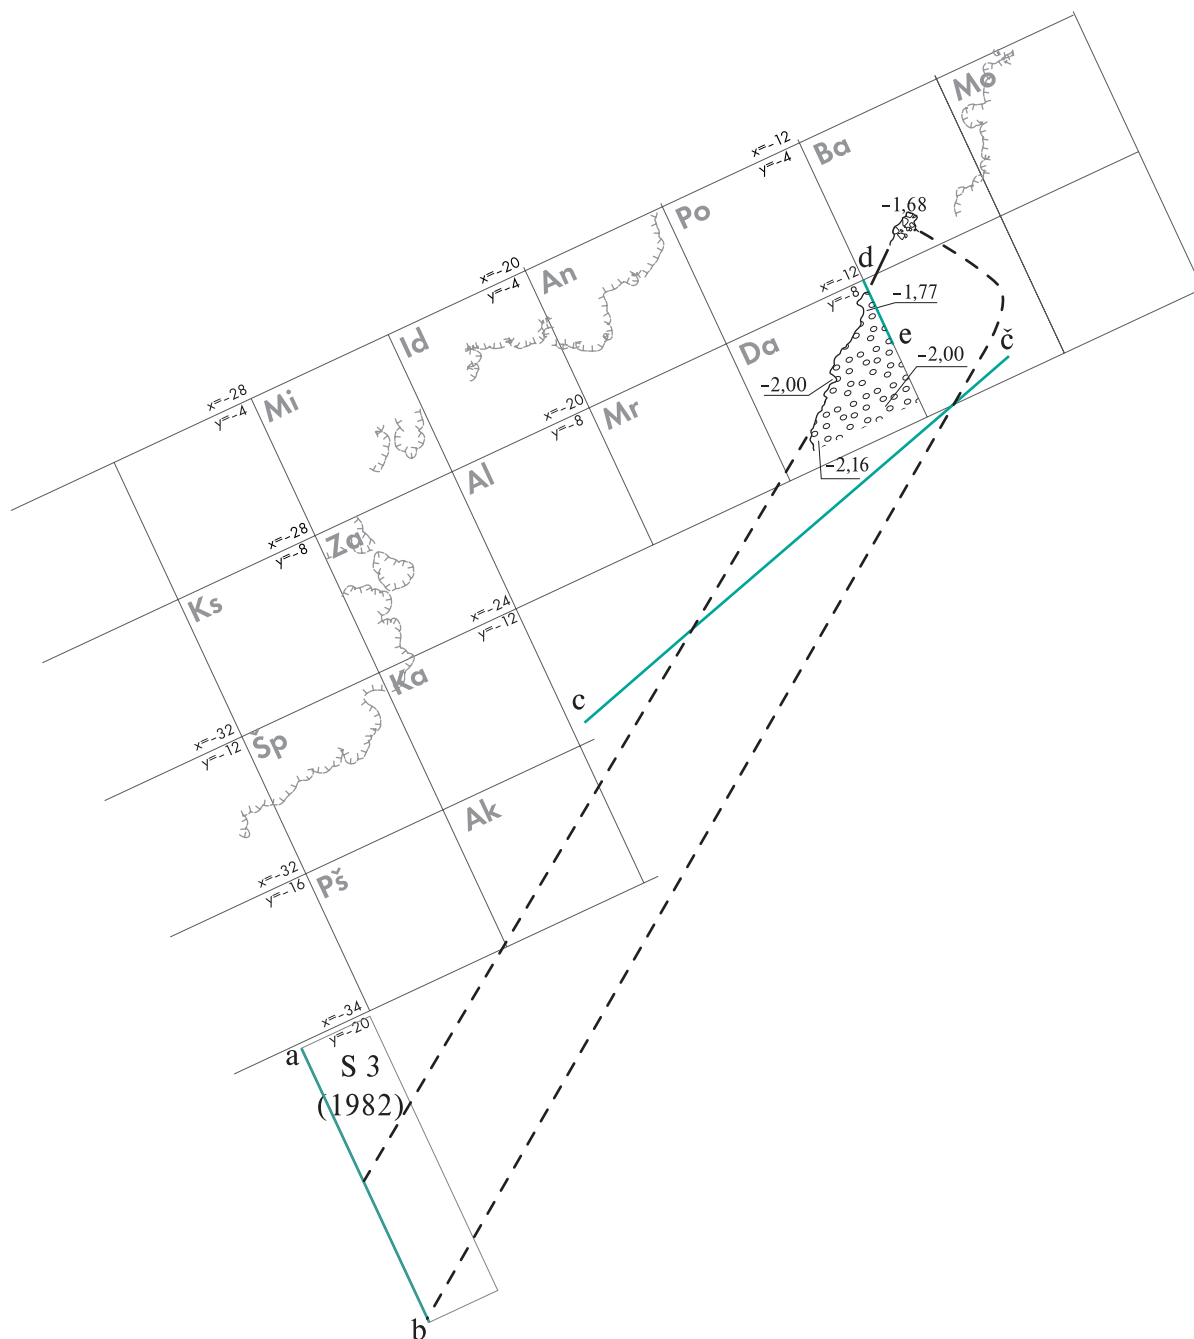 Mo
x=-12
y=-4
Ba
-1,68
Po
x=-20
y=-4
An
d
x=-12
y=-8
-1,77
e
č
Id
Da
-2,00
-2,00
x=-28
y=-4
Mi
x=-20
y=-8
Mr
-2,16
Al
x=-28
y=-8
Za
Ks
x=-24
y=-12
Ka
c
x=-32
y=-12
Šp
Ak
x=-32
y=-16
Pš
x=-34
y=-20
a
S 3
(1982)
b